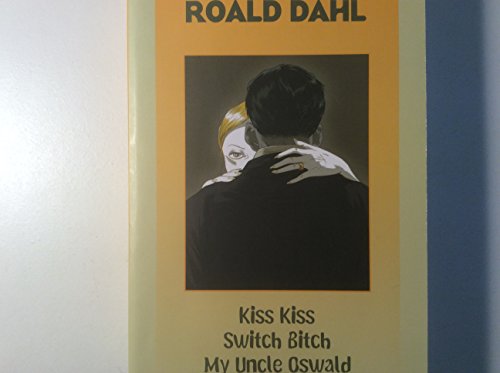 ROALD DAHL
Kiss Kiss
Switch Bitch
My Uncle Oswald